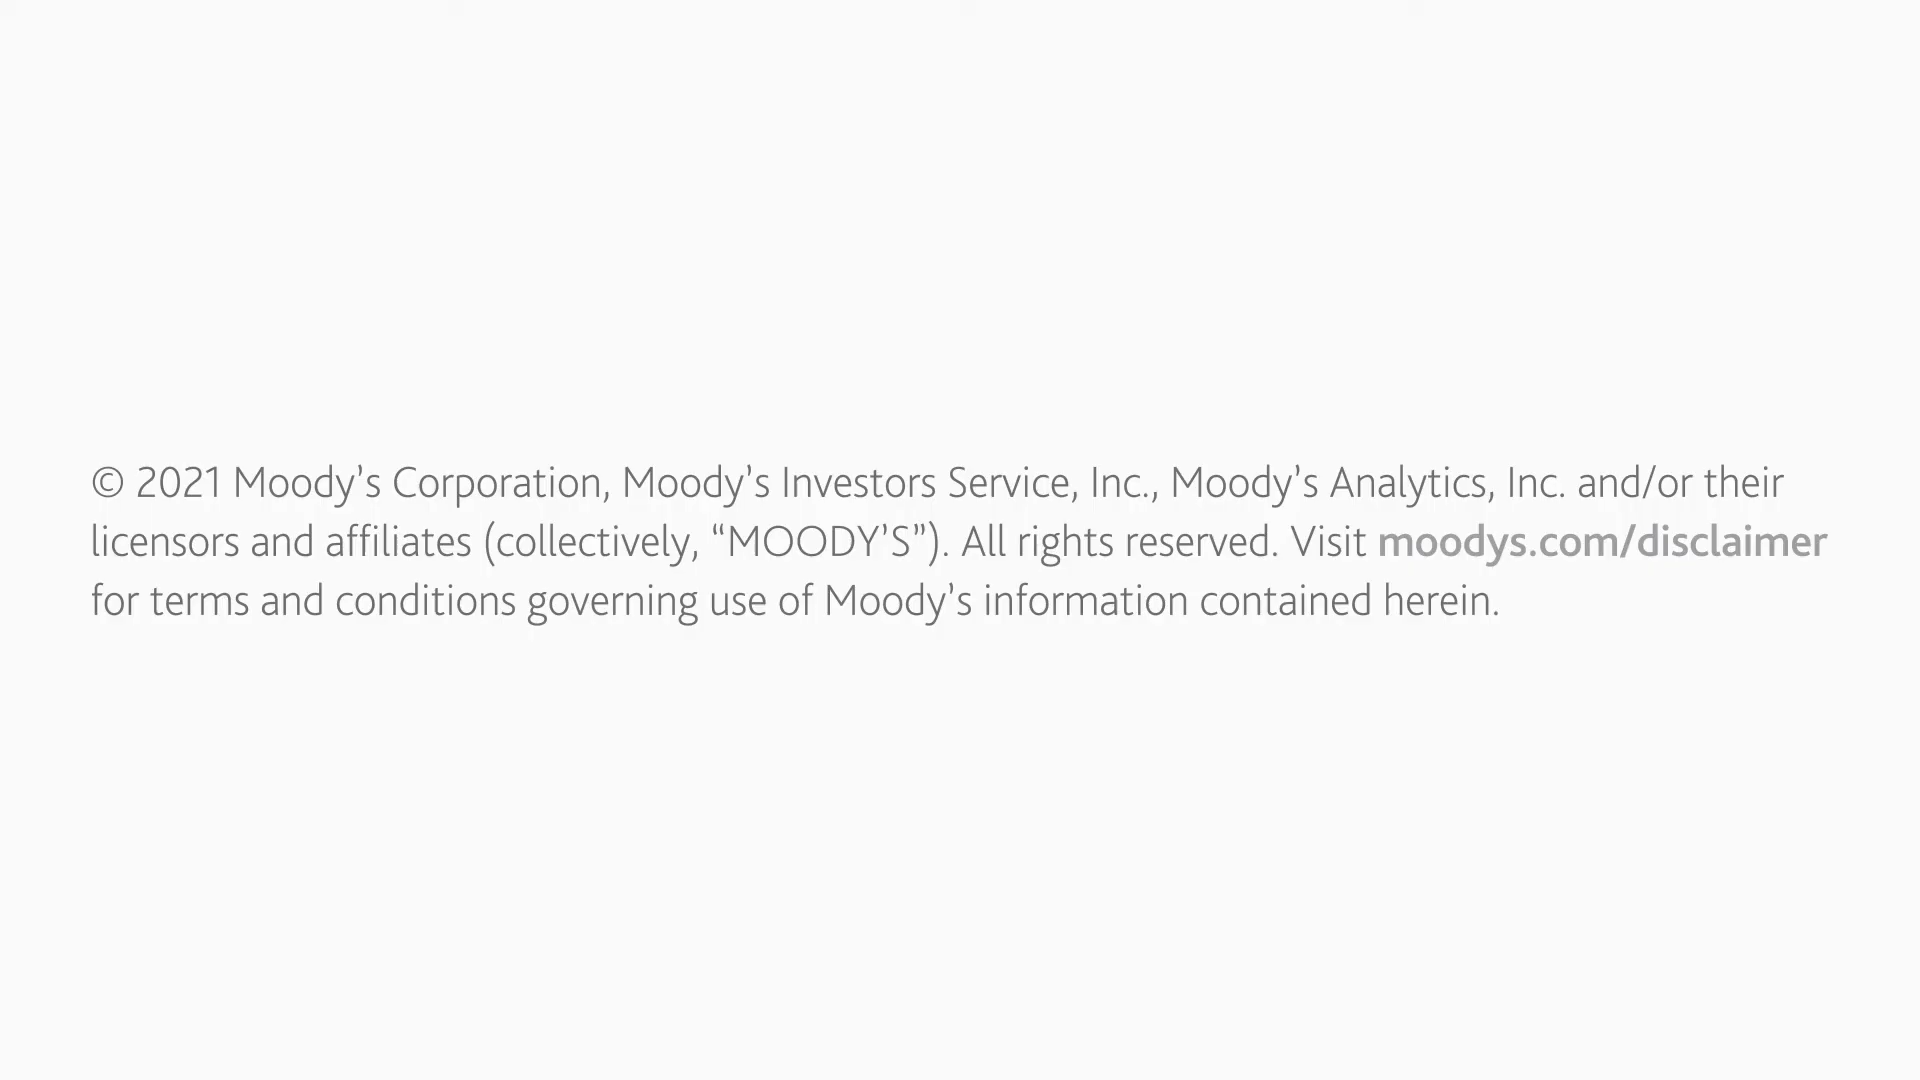 © 2021 Moody’s Corporation, Moody’s Investors Service, Inc., Moody’s Analytics, Inc. and/or their
licensors and affiliates (collectively, “MOODY’S”). All rights reserved. Visit moodys.com/disclaimer
for terms and conditions governing use of Moody’s information contained herein.